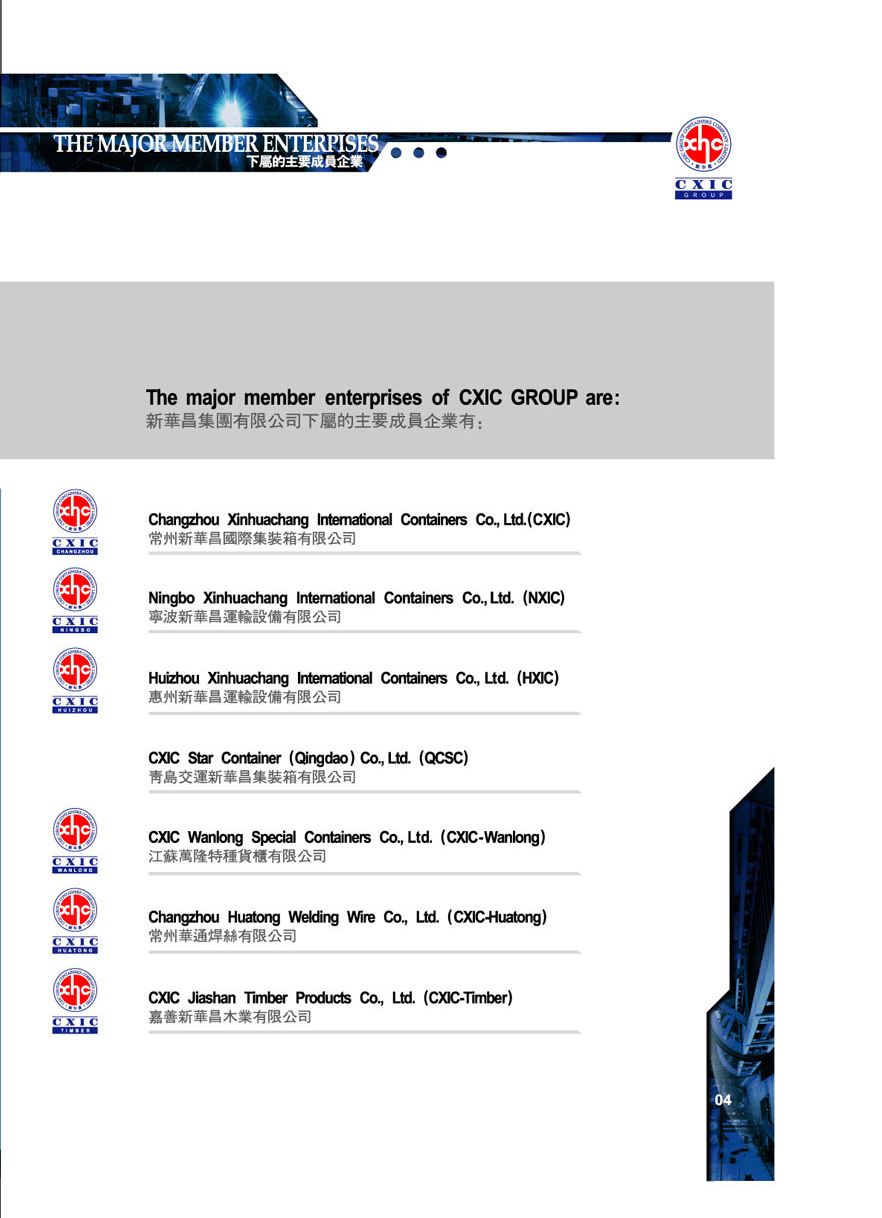 THE MAJOR MEMBER ENTERPISES
下屬的主要成員企業
CXIC GROUP CONTAINERS COMPANY LIMITED
xhc
新华昌
CXIC
GROUP
The major member enterprises of CXIC GROUP are:
新華昌集團有限公司下屬的主要成員企業有：
xhc
CXIC
CHANGZHOU
Changzhou Xinhuachang International Containers Co., Ltd.(CXIC)
常州新華昌國際集裝箱有限公司
xhc
CXIC
NINGBO
Ningbo Xinhuachang International Containers Co., Ltd. (NXIC)
寧波新華昌運輸設備有限公司
xhc
CXIC
HUIZHOU
Huizhou Xinhuachang International Containers Co., Ltd. (HXIC)
惠州新華昌運輸設備有限公司
CXIC Star Container (Qingdao) Co., Ltd. (QCSC)
靑島交運新華昌集裝箱有限公司
xhc
CXIC
WANLONG
CXIC Wanlong Special Containers Co., Ltd. (CXIC-Wanlong)
江蘇萬隆特種貨櫃有限公司
xhc
CXIC
HUATONG
Changzhou Huatong Welding Wire Co., Ltd. (CXIC-Huatong)
常州華通焊絲有限公司
xhc
CXIC
TIMBER
CXIC Jiashan Timber Products Co., Ltd. (CXIC-Timber)
嘉善新華昌木業有限公司
04